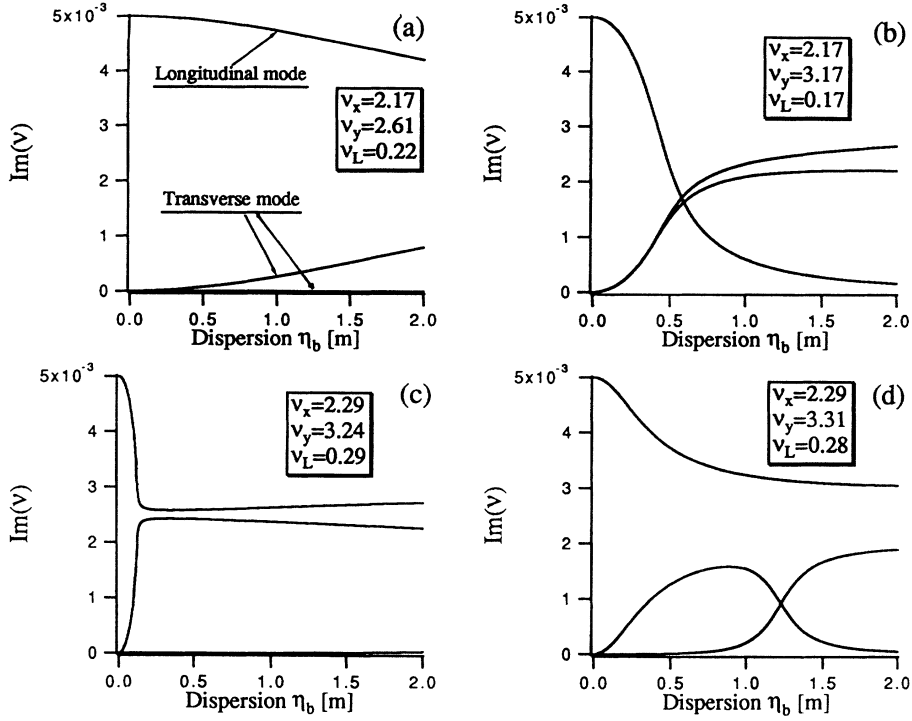 (a)
5x10⁻³
4
3
2
1
0
Im(ν)
Longitudinal mode
νx=2.17
νy=2.61
νL=0.22
Transverse mode
0.0 0.5 1.0 1.5 2.0
Dispersion ηb [m]
(b)
5x10⁻³
4
3
2
1
0
Im(ν)
νx=2.17
νy=3.17
νL=0.17
0.0 0.5 1.0 1.5 2.0
Dispersion ηb [m]
(c)
5x10⁻³
4
3
2
1
0
Im(ν)
νx=2.29
νy=3.24
νL=0.29
0.0 0.5 1.0 1.5 2.0
Dispersion ηb [m]
(d)
5x10⁻³
4
3
2
1
0
Im(ν)
νx=2.29
νy=3.31
νL=0.28
0.0 0.5 1.0 1.5 2.0
Dispersion ηb [m]